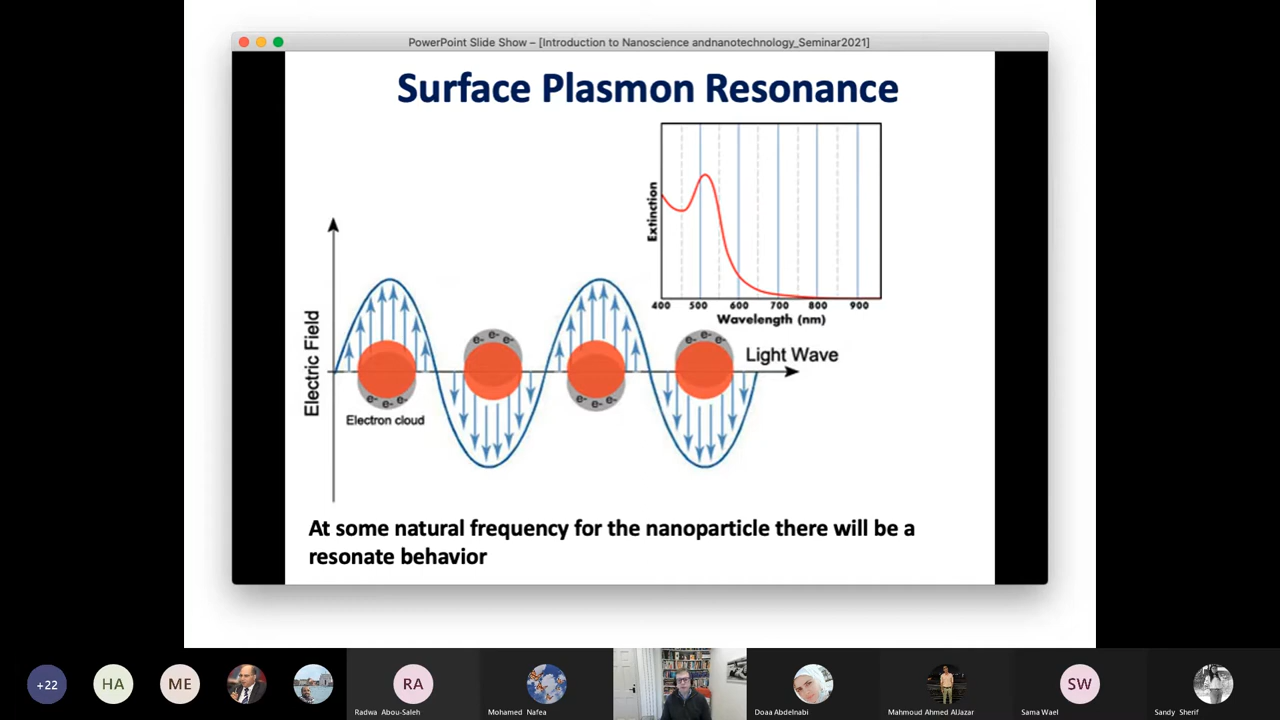 PowerPoint Slide Show – [Introduction to Nanoscience andnanotechnology_Seminar2021]
Surface Plasmon Resonance
Extinction
400 500 600 700 800 900
Wavelength (nm)
Electric Field
e- e- e-
e- e- e-
Light Wave
e- e- e-
e- e- e-
Electron cloud
At some natural frequency for the nanoparticle there will be a
resonate behavior
+22
HA
ME
RA
SW
Radwa Abou-Saleh
Mohamed Nafea
Doaa Abdelnabi
Mahmoud Ahmed AlJazar
Sama Wael
Sandy Sherif